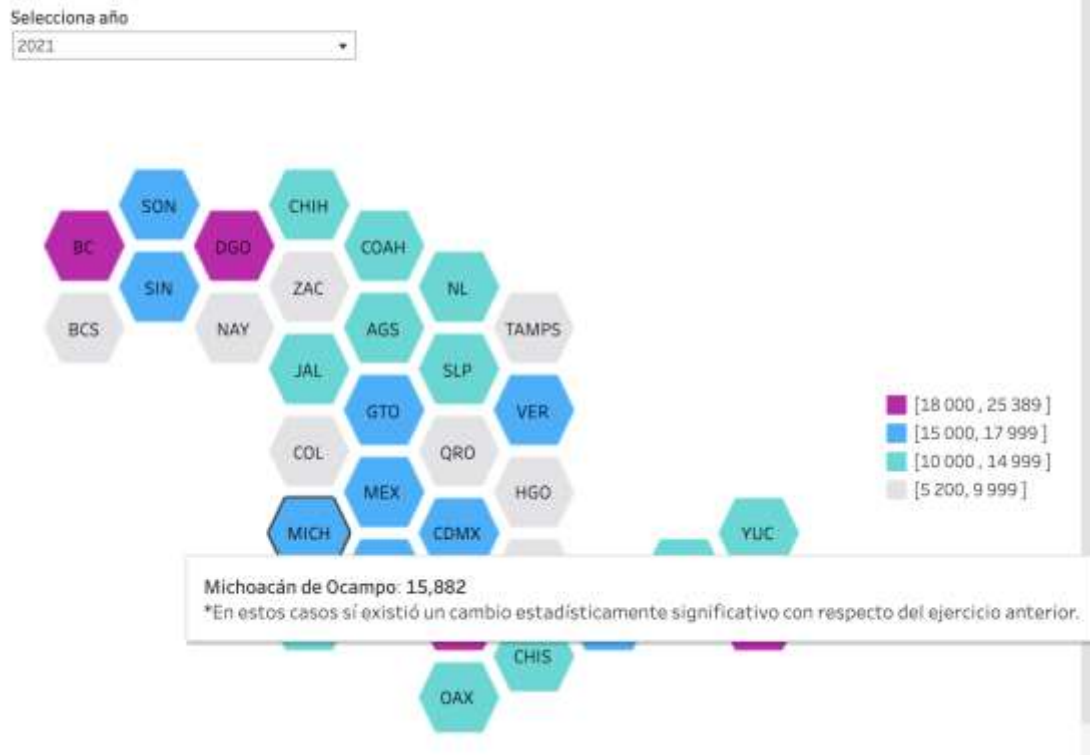 Selecciona año
2021
SON
CHIH
BC
DGO
COAH
SIN
ZAC
NL
BCS
NAY
AGS
TAMPS
JAL
SLP
GTO
VER
[18 000 , 25 389 ]
[15 000, 17 999 ]
COL
QRO
[10 000 , 14 999 ]
MEX
HGO
[5 200, 9 999 ]
MICH
CDMX
YUC
Michoacán de Ocampo: 15,882
*En estos casos sí existió un cambio estadísticamente significativo con respecto del ejercicio anterior.
CHIS
OAX